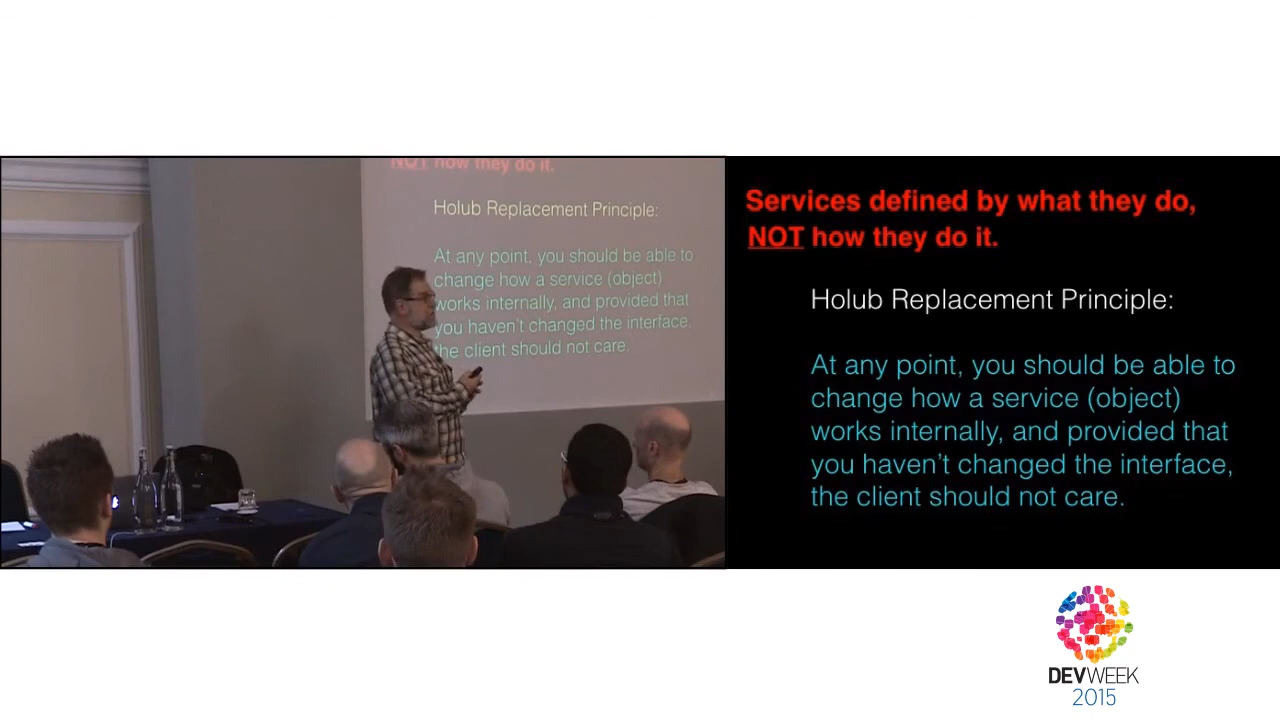 NOT how they do it.
Holub Replacement Principle:
At any point, you should be able to
change how a service (object)
works internally, and provided that
you haven't changed the interface,
the client should not care.
Services defined by what they do,
NOT how they do it.
Holub Replacement Principle:
At any point, you should be able to
change how a service (object)
works internally, and provided that
you haven't changed the interface,
the client should not care.
DEVWEEK
2015